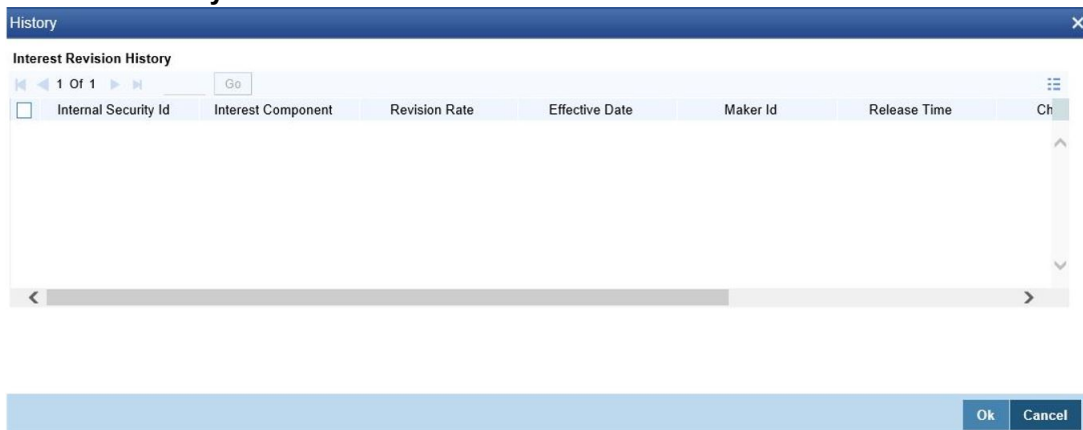 History
Interest Revision History
1 Of 1 Go
Internal Security Id Interest Component Revision Rate Effective Date Maker Id Release Time Ch
Ok Cancel